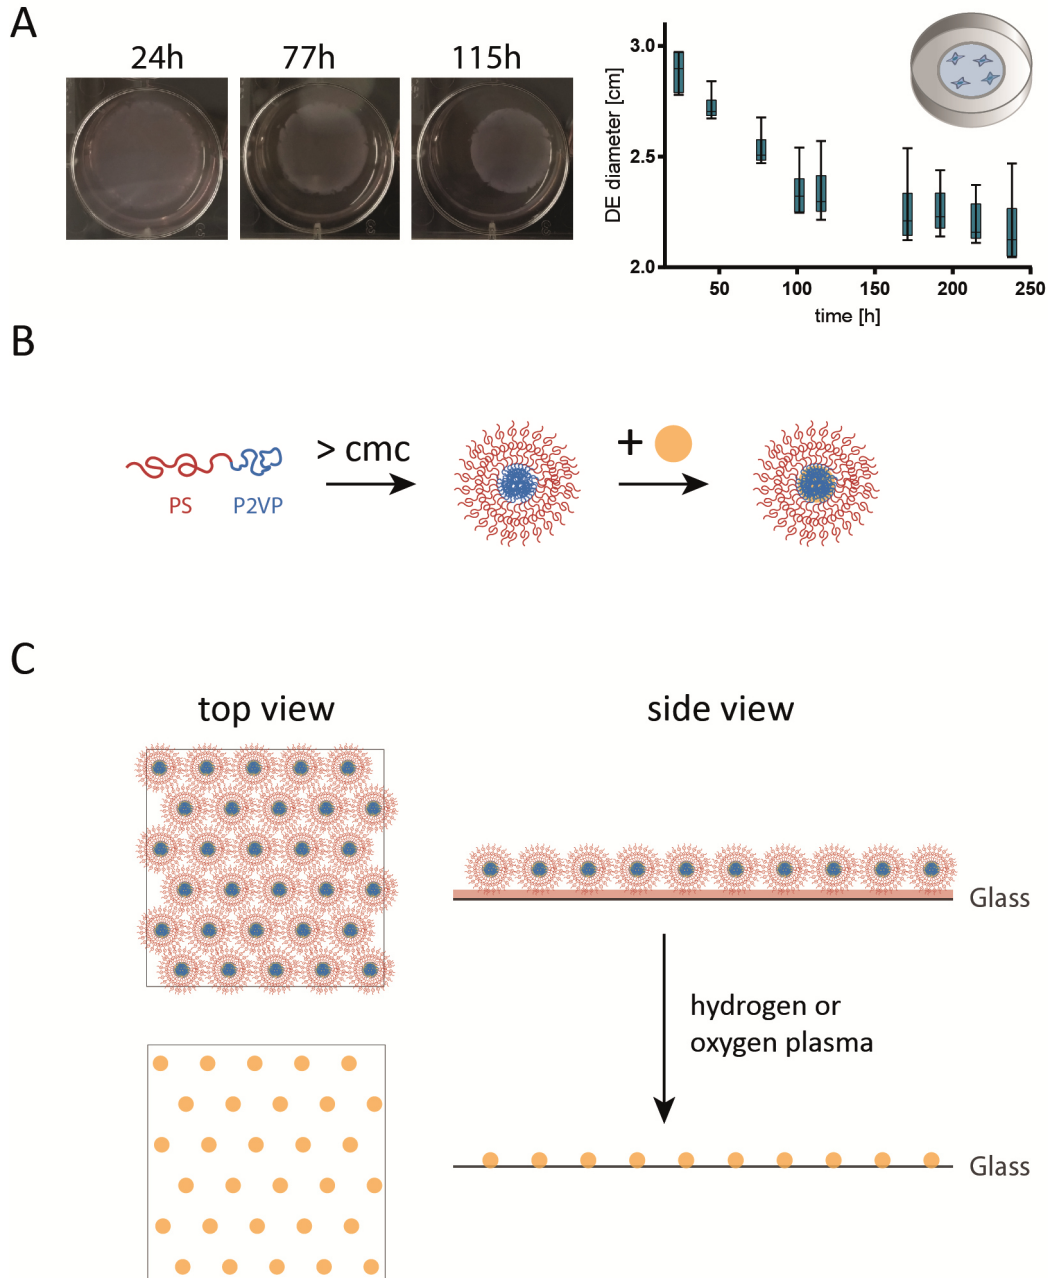 A
24h 77h 115h
DE diameter [cm]
3.0
2.5
2.0
50 100 150 200 250
time [h]
B
PS P2VP
> cmc
+
C
top view
side view
Glass
hydrogen or
oxygen plasma
Glass